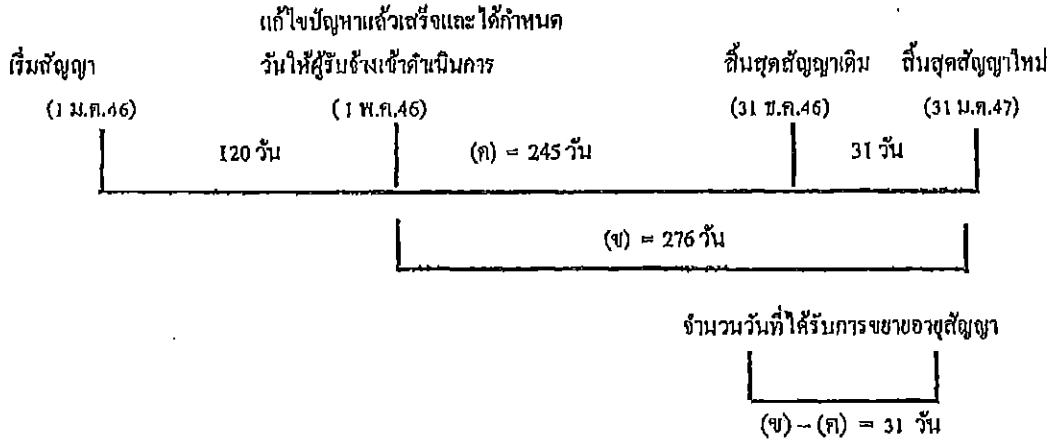 แก้ไขปัญหาแล้วเสร็จและได้กำหนด
เริ่มสัญญา วันให้ผู้รับจ้างเข้าดำเนินการ สิ้นสุดสัญญาเดิม สิ้นสุดสัญญาใหม่
(1 ม.ค.46) (1 พ.ค.46) (31 ธ.ค.46) (31 ม.ค.47)
120 วัน (ค) = 245 วัน 31 วัน
(ข) = 276 วัน
จำนวนวันที่ได้รับการขยายอายุสัญญา
(ข) – (ค) = 31 วัน